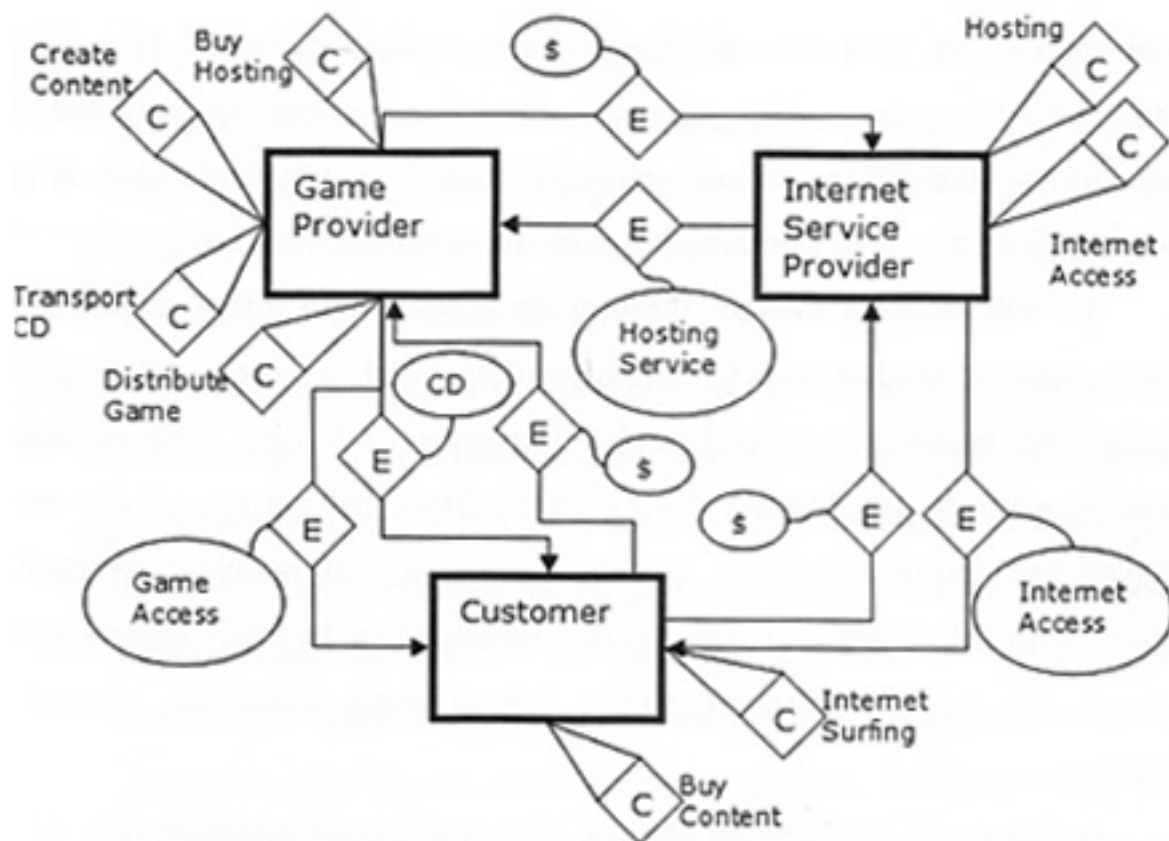 Create
Content
C
Buy
Hosting
C
$
E
Hosting
C
C
Internet
Access
Game
Provider
Internet
Service
Provider
E
Hosting
Service
Transport
CD
C
Distribute
Game
C
CD
E
E
$
E
Game
Access
$
E
E
Internet
Access
Customer
C
Internet
Surfing
C
Buy
Content